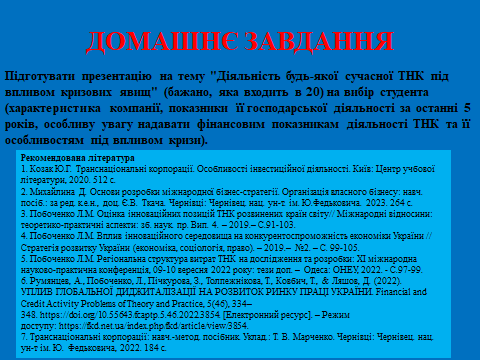 ДОМАШНЄ ЗАВДАННЯ
Підготувати презентацію на тему "Діяльність будь-якої сучасної ТНК під
впливом кризових явищ" (бажано, яка входить в 20) на вибір студента
(характеристика компанії, показники її господарської діяльності за останні 5
років, особливу увагу надавати фінансовим показникам діяльності ТНК та її
особливостям під впливом кризи).
Рекомендована література
1. Козак Ю.Г. Транснаціональні корпорації. Особливості інвестиційної діяльності. Київ: Центр учбової
літератури, 2020. 512 с.
2. Михайлина Д. Основи розробки міжнародної бізнес-стратегії. Організація власного бізнесу: навч.
посіб.: за ред. к.е.н., доц. Є.В. Ткача. Чернівці: Чернівец. нац. ун-т ім. Ю.Федьковича. 2023. 264 с.
3. Побоченко Л.М. Оцінка інноваційних позицій ТНК розвинених країн світу// Міжнародні відносини:
теоретико-практичні аспекти: зб. наук. пр. Вип. 4. – 2019.– С.91-103.
4. Побоченко Л.М. Вплив інноваційного середовища на конкурентоспроможність економіки України //
Стратегія розвитку України (економіка, соціологія, право). – 2019.– №2. – С. 99-105.
5. Побоченко Л.М. Регіональна структура витрат ТНК на дослідження та розробки: ХІ міжнародна
науково-практична конференція, 09-10 вересня 2022 року: тези доп. – Одеса: ОНЕУ, 2022. - С.97-99.
6. Румянцев, А., Побоченко, Л., Пічкурова, З., Толпежнікова, Т., Ковбич, Т., & Ляшов, Д. (2022).
УПЛИВ ГЛОБАЛЬНОЇ ДИДЖИТАЛІЗАЦІЇ НА РОЗВИТОК РИНКУ ПРАЦІ УКРАЇНИ. Financial and
Credit Activity Problems of Theory and Practice, 5(46), 334–
348. https://doi.org/10.55643/fcaptp.5.46.2022.3854. [Електронний ресурс]. – Режим
доступу: https://fkd.net.ua/index.php/fkd/article/view/3854.
7. Транснаціональні корпорації: навч.-метод. посібник. Уклад.: Т. В. Марченко. Чернівці: Чернівец. нац.
ун-т ім. Ю. Федьковича, 2022. 184 с.